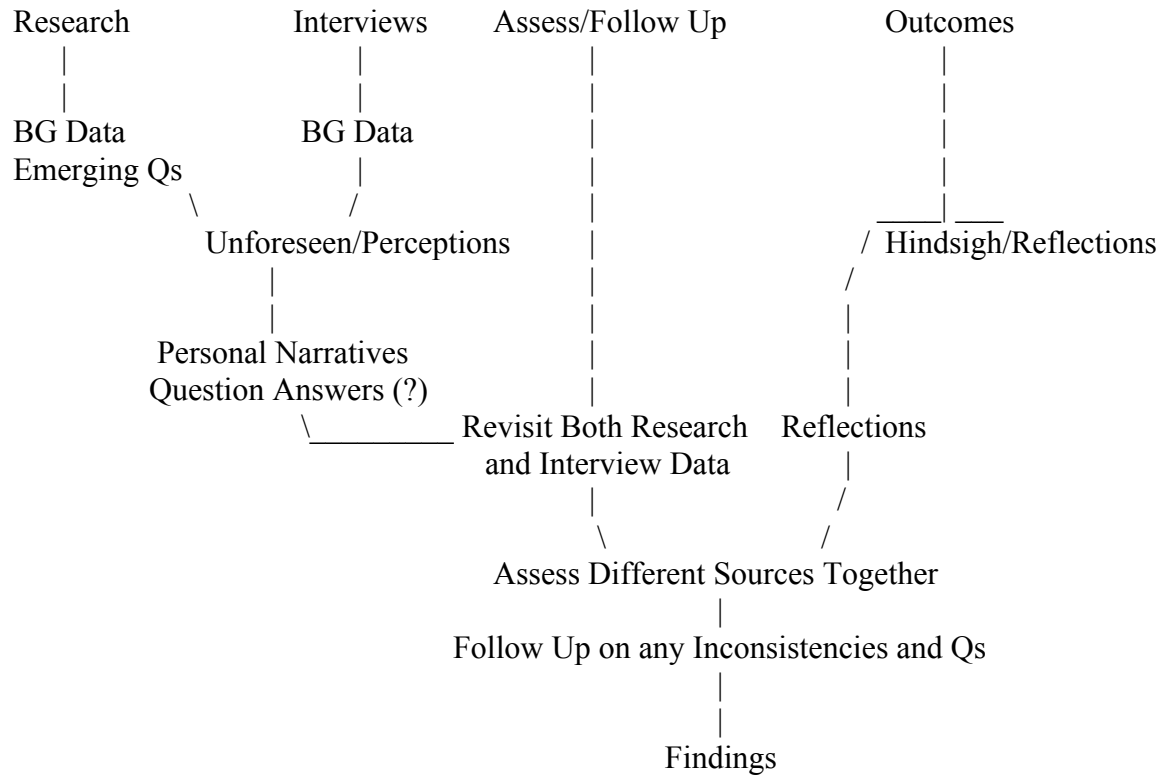 Research Interviews Assess/Follow Up Outcomes
BG Data BG Data
Emerging Qs
Unforeseen/Perceptions Hindsigh/Reflections
Personal Narratives
Question Answers (?)
Revisit Both Research Reflections
and Interview Data
Assess Different Sources Together
Follow Up on any Inconsistencies and Qs
Findings